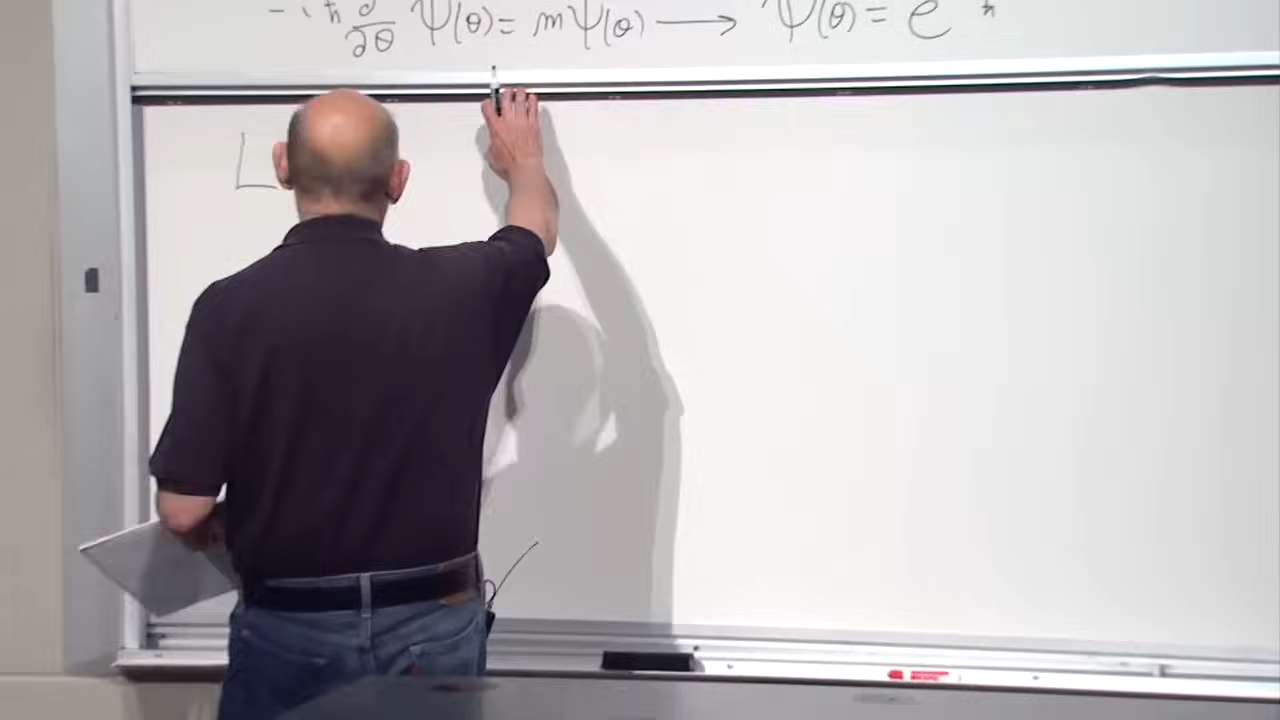 -iħ ∂/∂θ Ψ(θ) = mΨ(θ) ⟶ Ψ(θ) = e ħ
L